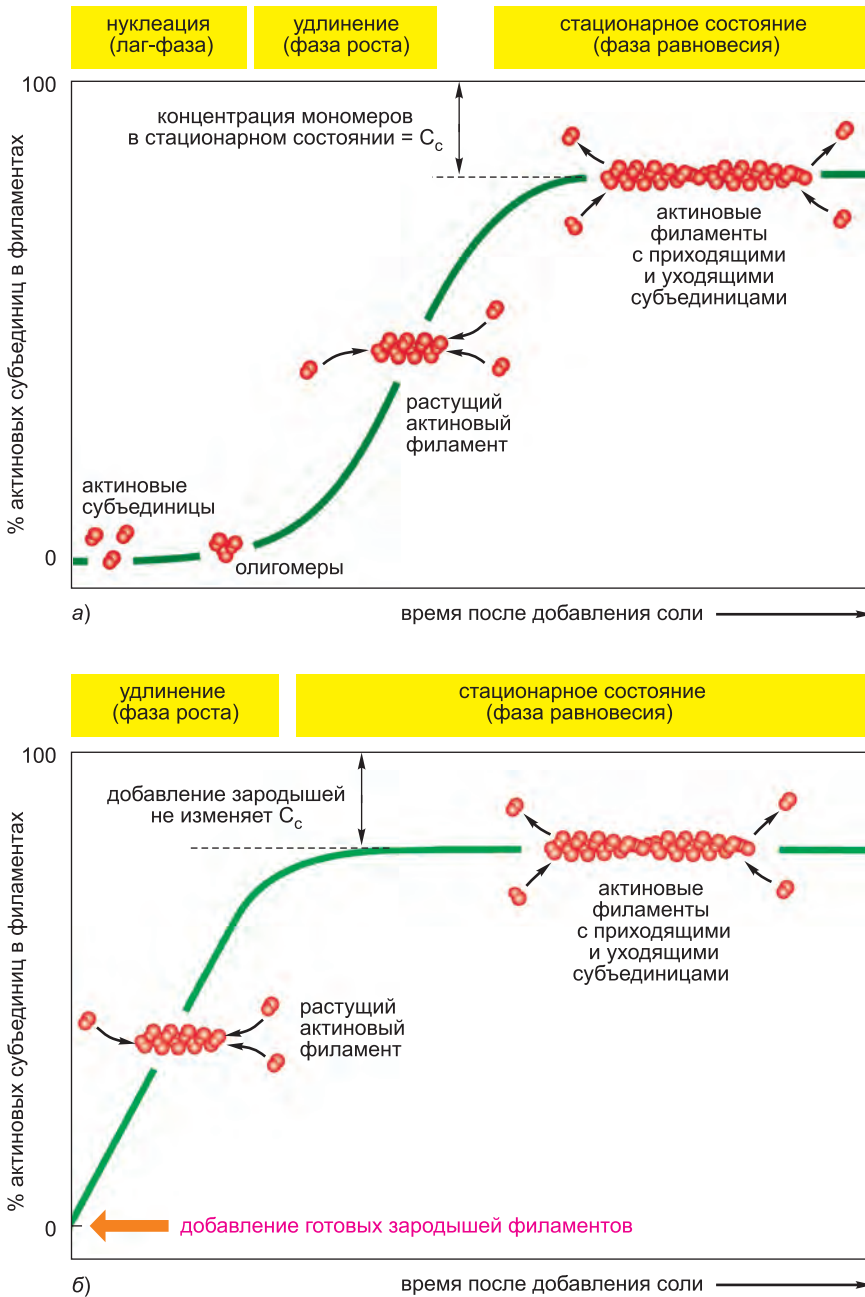 нуклеация
(лаг-фаза)
удлинение
(фаза роста)
стационарное состояние
(фаза равновесия)
100
концентрация мономеров
в стационарном состоянии = Cc
актиновые
филаменты
с приходящими
и уходящими
субъединицами
% актиновых субъединиц в филаментах
растущий
актиновый
филамент
актиновые
субъединицы
0
олигомеры
а)
время после добавления соли
удлинение
(фаза роста)
стационарное состояние
(фаза равновесия)
100
добавление зародышей
не изменяет Cc
актиновые
филаменты
с приходящими
и уходящими
субъединицами
% актиновых субъединиц в филаментах
растущий
актиновый
филамент
0
добавление готовых зародышей филаментов
б)
время после добавления соли